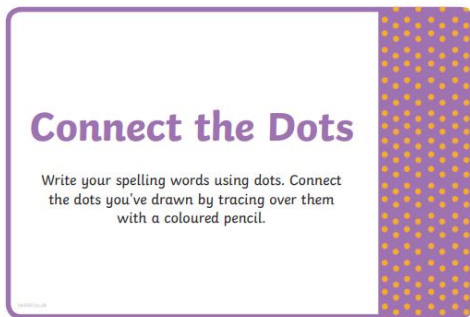 Connect the Dots
Write your spelling words using dots. Connect
the dots you've drawn by tracing over them
with a coloured pencil.